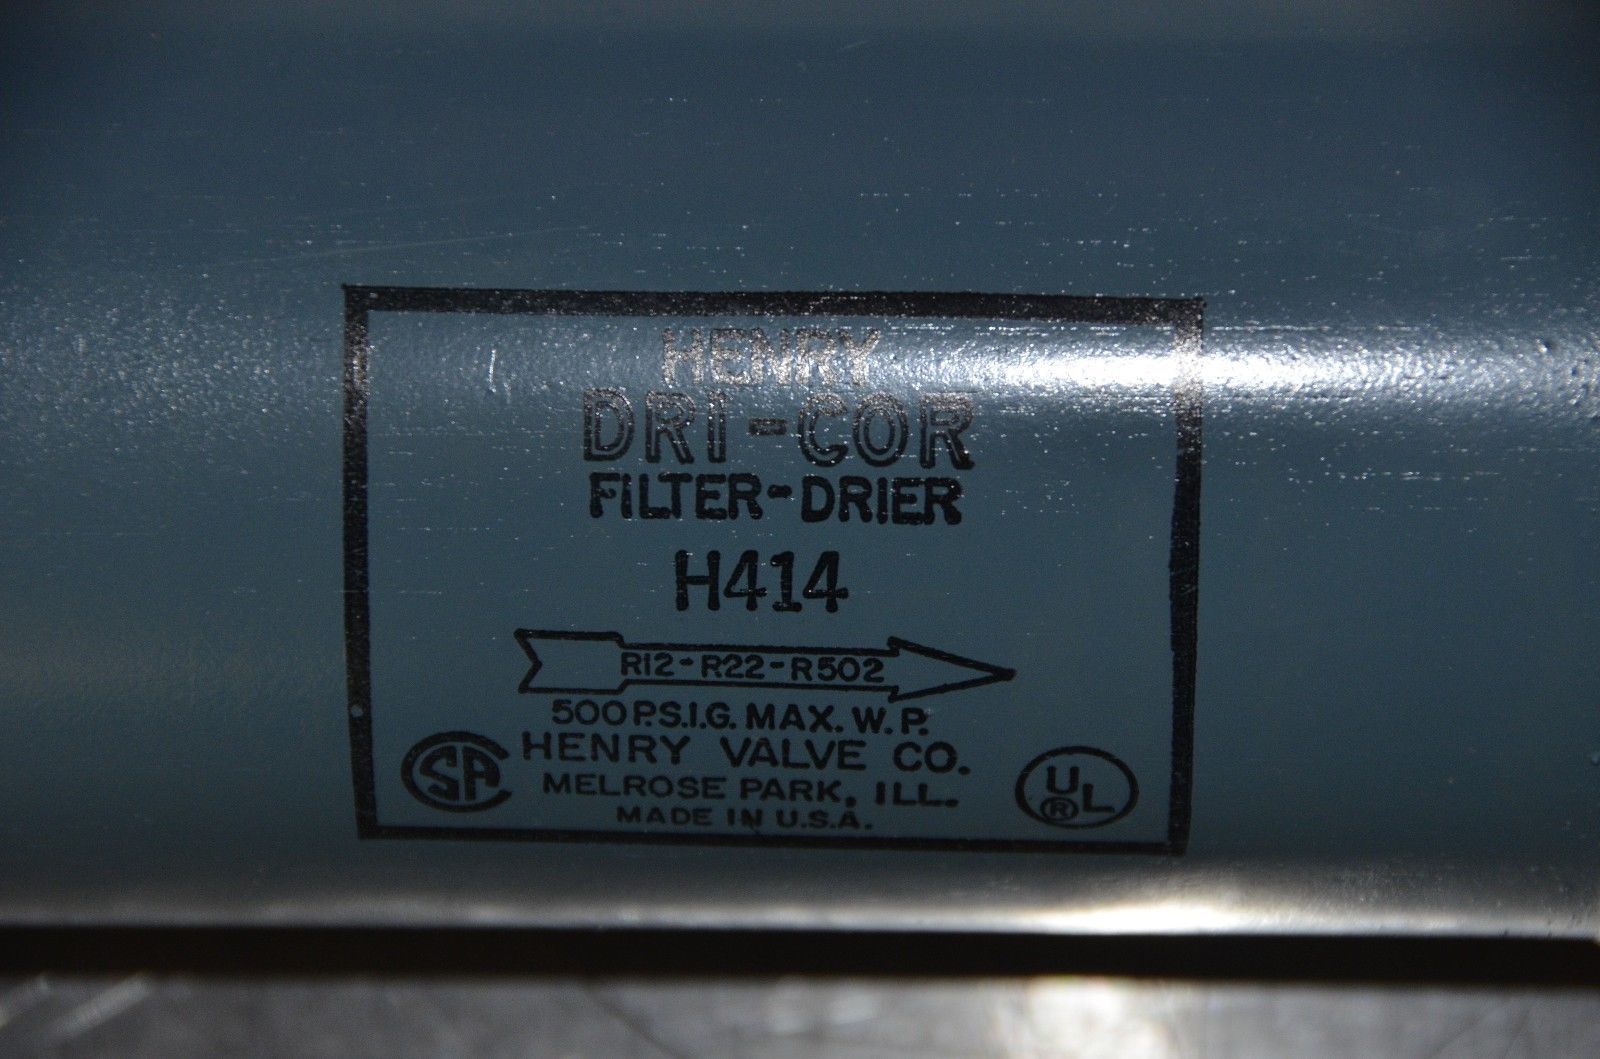 HENRY
DRI-COR
FILTER-DRIER
H414
R12-R22-R502
500 P.S.I.G. MAX. W.P.
SA HENRY VALVE CO.
MELROSE PARK, ILL.
MADE IN U.S.A.
UL®